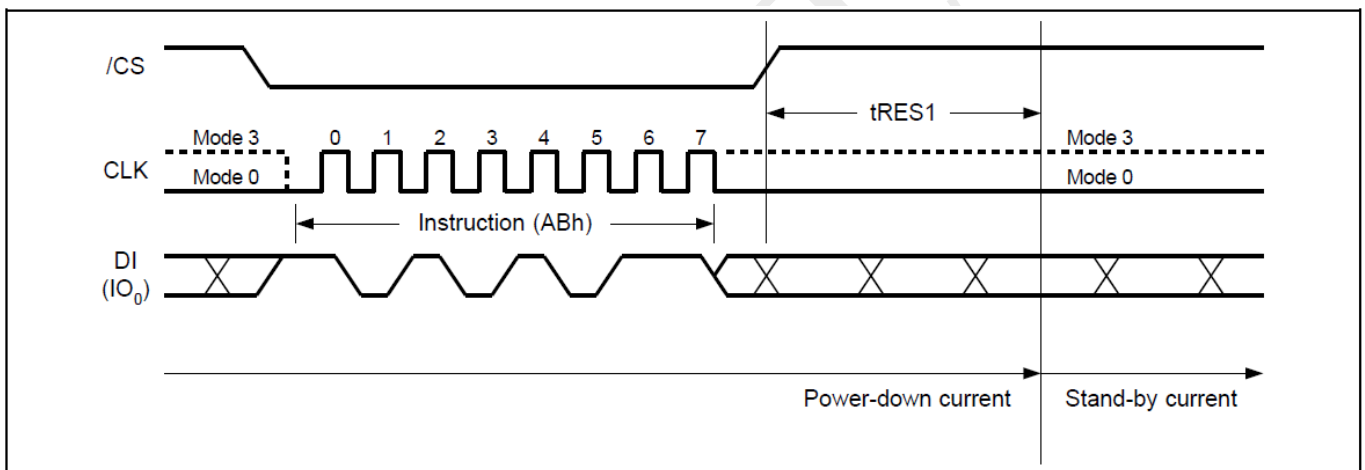 /CS
tRES1
Mode 3 0 1 2 3 4 5 6 7 Mode 3
CLK
Mode 0 Mode 0
Instruction (ABh)
DI
(IO0)
Power-down current Stand-by current